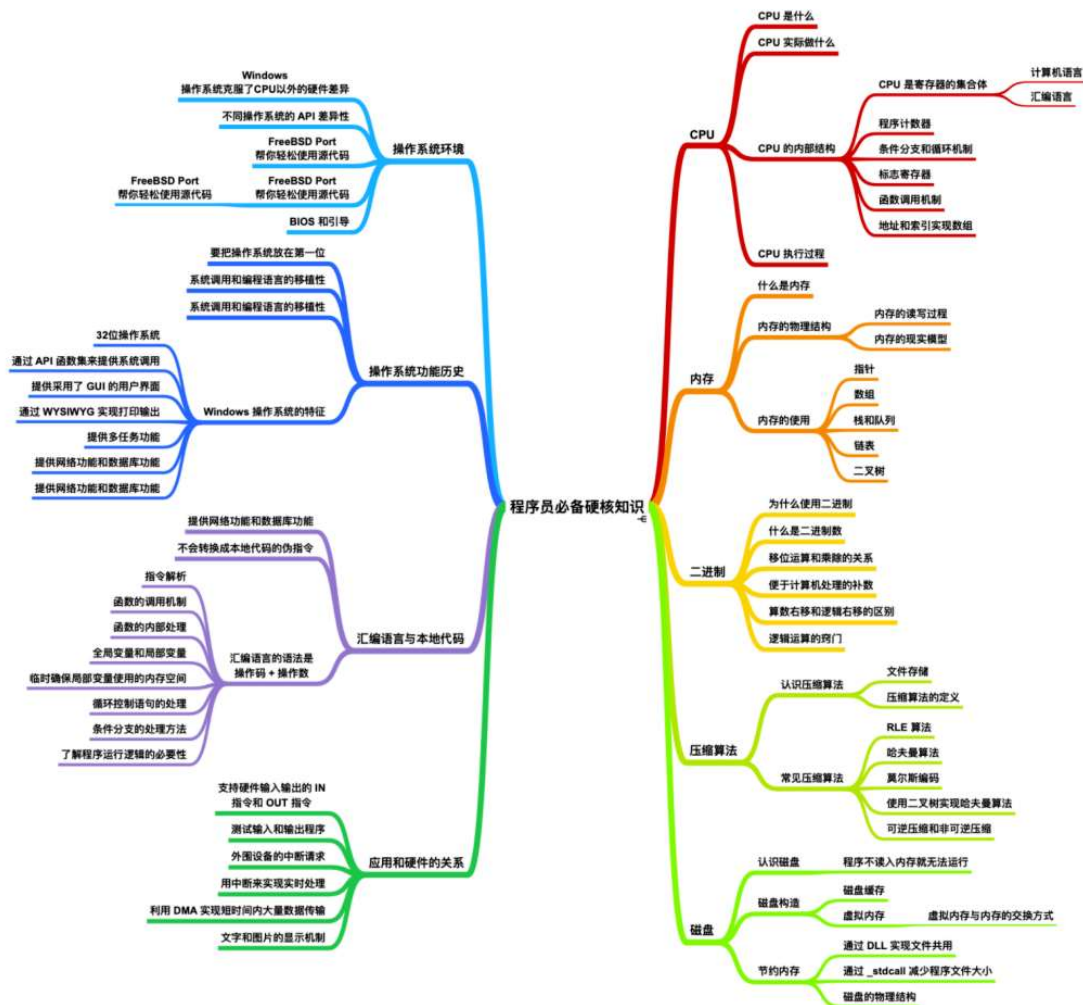 程序员必备硬核知识
CPU
CPU 是什么
CPU 实际做什么
CPU 的内部结构
CPU 是寄存器的集合体
计算机语言
汇编语言
程序计数器
条件分支和循环机制
标志寄存器
函数调用机制
地址和索引实现数组
CPU 执行过程
内存
什么是内存
内存的物理结构
内存的读写过程
内存的现实模型
内存的使用
指针
数组
栈和队列
链表
二叉树
二进制
为什么使用二进制
什么是二进制数
移位运算和乘除的关系
便于计算机处理的补数
算数右移和逻辑右移的区别
逻辑运算的窍门
压缩算法
认识压缩算法
文件存储
压缩算法的定义
常见压缩算法
RLE 算法
哈夫曼算法
莫尔斯编码
使用二叉树实现哈夫曼算法
可逆压缩和非可逆压缩
磁盘
认识磁盘
程序不读入内存就无法运行
磁盘构造
磁盘缓存
虚拟内存
虚拟内存与内存的交换方式
节约内存
通过 DLL 实现文件共用
通过 _stdcall 减少程序文件大小
磁盘的物理结构
操作系统环境
Windows
操作系统克服了CPU以外的硬件差异
不同操作系统的 API 差异性
FreeBSD Port
帮你轻松使用源代码
FreeBSD Port
帮你轻松使用源代码
FreeBSD Port
帮你轻松使用源代码
BIOS 和引导
操作系统功能历史
要把操作系统放在第一位
系统调用和编程语言的移植性
系统调用和编程语言的移植性
Windows 操作系统的特征
32位操作系统
通过 API 函数集来提供系统调用
提供采用了 GUI 的用户界面
通过 WYSIWYG 实现打印输出
提供多任务功能
提供网络功能和数据库功能
提供网络功能和数据库功能
汇编语言与本地代码
提供网络功能和数据库功能
不会转换成本地代码的伪指令
汇编语言的语法是
操作码 + 操作数
指令解析
函数的调用机制
函数的内部处理
全局变量和局部变量
临时确保局部变量使用的内存空间
循环控制语句的处理
条件分支的处理方法
了解程序运行逻辑的必要性
应用和硬件的关系
支持硬件输入输出的 IN
指令和 OUT 指令
测试输入和输出程序
外围设备的中断请求
用中断来实现实时处理
利用 DMA 实现短时间内大量数据传输
文字和图片的显示机制